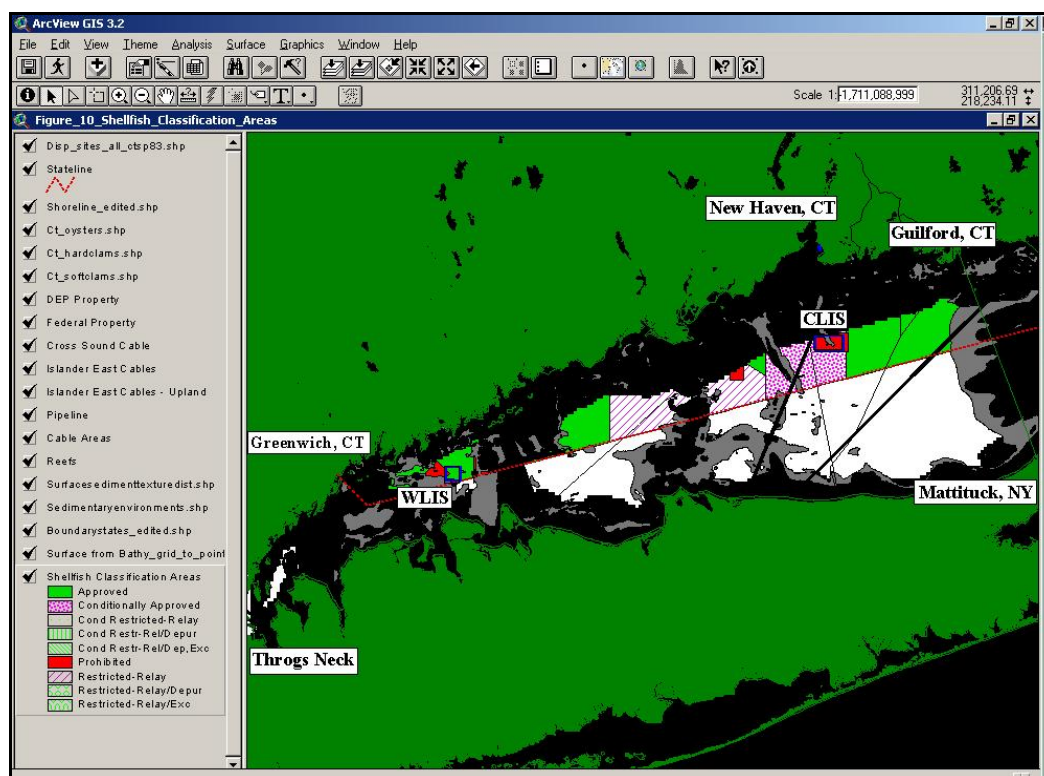 ArcView GIS 3.2
File Edit View Theme Analysis Surface Graphics Window Help
Scale 1: -1,711,088,999
311,206.69
218,234.11
Figure_10_Shellfish_Classification_Areas
Disp_sites_all_ctsp83.shp
Stateline
Shoreline_edited.shp
Ct_oysters.shp
Ct_hardclams.shp
Ct_softclams.shp
DEP Property
Federal Property
Cross Sound Cable
Islander East Cables
Islander East Cables - Upland
Pipeline
Cable Areas
Reefs
Surfacesedimenttexturedist.shp
Sedimentaryenvironments.shp
Boundarystates_edited.shp
Surface from Bathy_grid_to_point
Shellfish Classification Areas
Approved
Conditionally Approved
Cond Restricted-Relay
Cond Restr-Rel/Depur
Cond Restr-Rel/Dep,Exc
Prohibited
Restricted-Relay
Restricted-Relay/Depur
Restricted-Relay/Exc
New Haven, CT
Guilford, CT
CLIS
Greenwich, CT
WLIS
Mattituck, NY
Throgs Neck